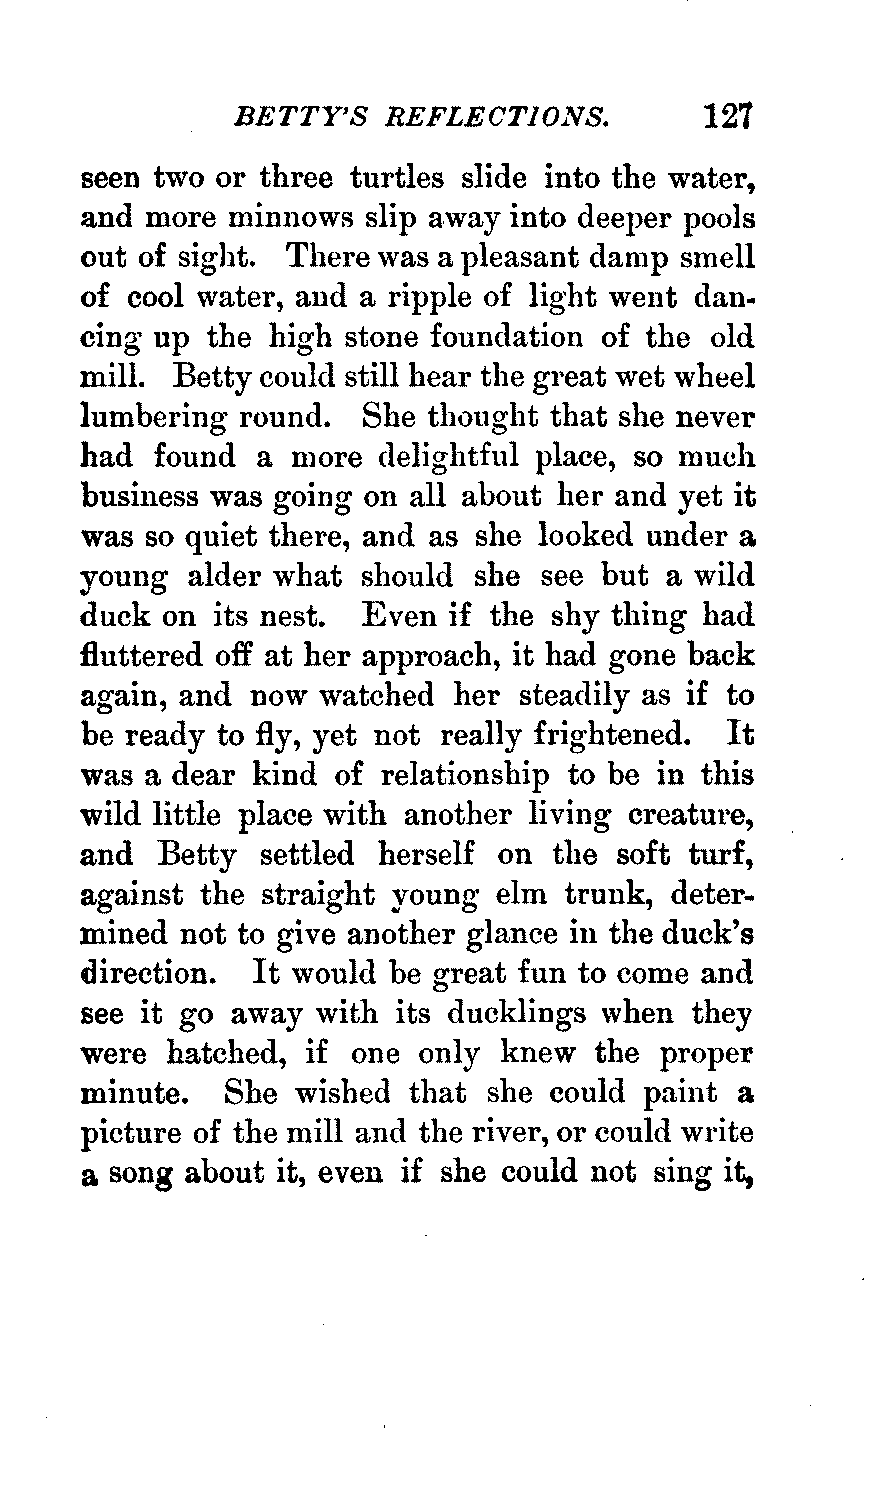 BETTY'S REFLECTIONS. 127
seen two or three turtles slide into the water,
and more minnows slip away into deeper pools
out of sight. There was a pleasant damp smell
of cool water, and a ripple of light went dan-
cing up the high stone foundation of the old
mill. Betty could still hear the great wet wheel
lumbering round. She thought that she never
had found a more delightful place, so much
business was going on all about her and yet it
was so quiet there, and as she looked under a
young alder what should she see but a wild
duck on its nest. Even if the shy thing had
fluttered off at her approach, it had gone back
again, and now watched her steadily as if to
be ready to fly, yet not really frightened. It
was a dear kind of relationship to be in this
wild little place with another living creature,
and Betty settled herself on the soft turf,
against the straight young elm trunk, deter-
mined not to give another glance in the duck's
direction. It would be great fun to come and
see it go away with its ducklings when they
were hatched, if one only knew the proper
minute. She wished that she could paint a
picture of the mill and the river, or could write
a song about it, even if she could not sing it,